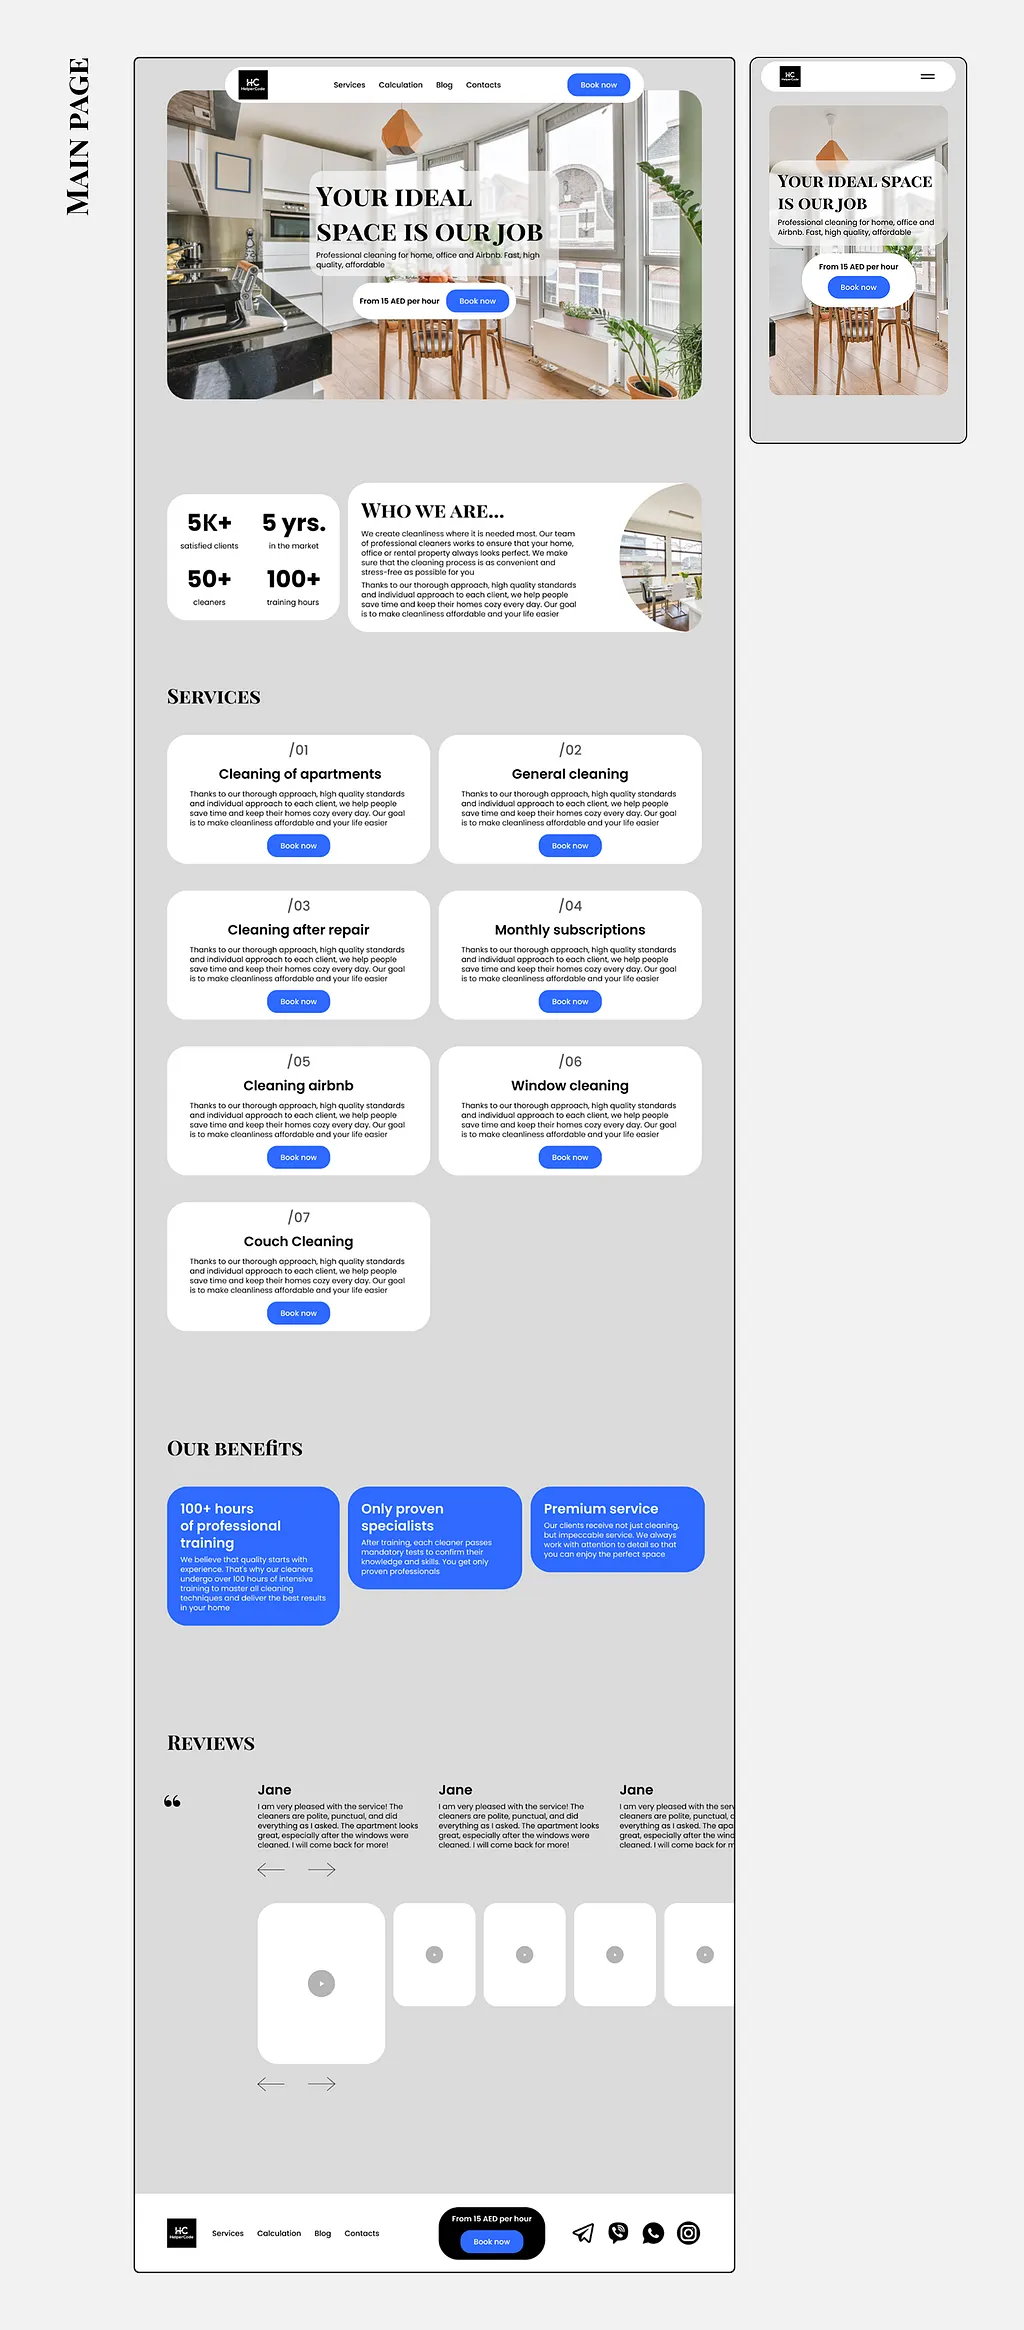 Main page
HC
HelperCode
Services
Calculation
Blog
Contacts
Book now
Your ideal
space is our job
Professional cleaning for home, office and Airbnb. Fast, high
quality, affordable
From 15 AED per hour
Book now
HC
HelperCode
Your ideal space
is our job
Professional cleaning for home, office and
Airbnb. Fast, high quality, affordable
From 15 AED per hour
Book now
5K+
satisfied clients
5 yrs.
in the market
50+
cleaners
100+
training hours
Who we are...
We create cleanliness where it is needed most. Our team
of professional cleaners works to ensure that your home,
office or rental property always looks perfect. We make
sure that the cleaning process is as convenient and
stress-free as possible for you
Thanks to our thorough approach, high quality standards
and individual approach to each client, we help people
save time and keep their homes cozy every day. Our goal
is to make cleanliness affordable and your life easier
Services
/01
Cleaning of apartments
Thanks to our thorough approach, high quality standards
and individual approach to each client, we help people
save time and keep their homes cozy every day. Our goal
is to make cleanliness affordable and your life easier
Book now
/02
General cleaning
Thanks to our thorough approach, high quality standards
and individual approach to each client, we help people
save time and keep their homes cozy every day. Our goal
is to make cleanliness affordable and your life easier
Book now
/03
Cleaning after repair
Thanks to our thorough approach, high quality standards
and individual approach to each client, we help people
save time and keep their homes cozy every day. Our goal
is to make cleanliness affordable and your life easier
Book now
/04
Monthly subscriptions
Thanks to our thorough approach, high quality standards
and individual approach to each client, we help people
save time and keep their homes cozy every day. Our goal
is to make cleanliness affordable and your life easier
Book now
/05
Cleaning airbnb
Thanks to our thorough approach, high quality standards
and individual approach to each client, we help people
save time and keep their homes cozy every day. Our goal
is to make cleanliness affordable and your life easier
Book now
/06
Window cleaning
Thanks to our thorough approach, high quality standards
and individual approach to each client, we help people
save time and keep their homes cozy every day. Our goal
is to make cleanliness affordable and your life easier
Book now
/07
Couch Cleaning
Thanks to our thorough approach, high quality standards
and individual approach to each client, we help people
save time and keep their homes cozy every day. Our goal
is to make cleanliness affordable and your life easier
Book now
Our benefits
100+ hours
of professional
training
We believe that quality starts with
experience. That's why our cleaners
undergo over 100 hours of intensive
training to master all cleaning
techniques and deliver the best results
in your home
Only proven
specialists
After training, each cleaner passes
mandatory tests to confirm their
knowledge and skills. You get only
proven professionals
Premium service
Our clients receive not just cleaning,
but impeccable service. We always
work with attention to detail so that
you can enjoy the perfect space
Reviews
“
Jane
I am very pleased with the service! The
cleaners are polite, punctual, and did
everything as I asked. The apartment looks
great, especially after the windows were
cleaned. I will come back for more!
Jane
I am very pleased with the service! The
cleaners are polite, punctual, and did
everything as I asked. The apartment looks
great, especially after the windows were
cleaned. I will come back for more!
Jane
I am very pleased with the serv
cleaners are polite, punctual, a
everything as I asked. The apa
great, especially after the wind
cleaned. I will come back for m
HC
HelperCode
Services
Calculation
Blog
Contacts
From 15 AED per hour
Book now